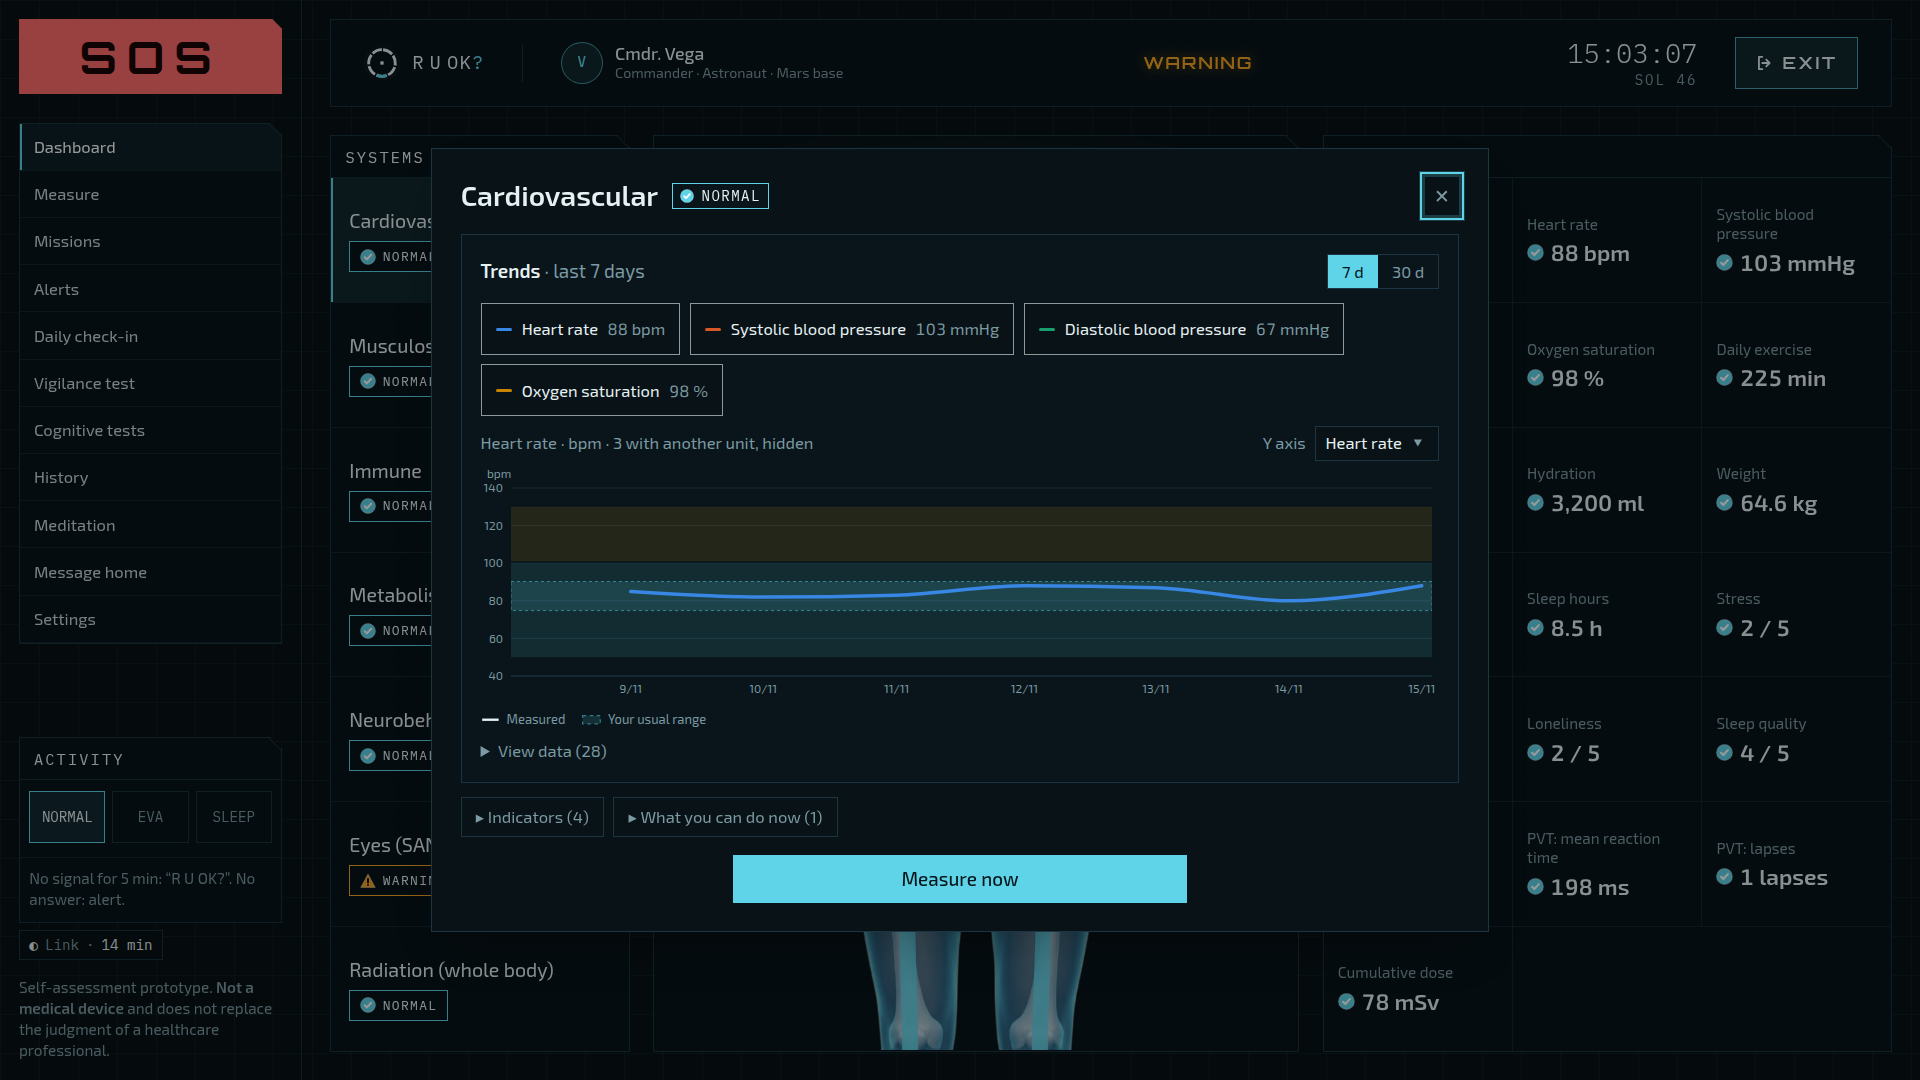 SOS
R U OK?
V
Cmdr. Vega
Commander · Astronaut · Mars base
WARNING
15:03:07
SOL 46
EXIT
Dashboard
Measure
Missions
Alerts
Daily check-in
Vigilance test
Cognitive tests
History
Meditation
Message home
Settings
ACTIVITY
NORMAL
EVA
SLEEP
No signal for 5 min: “R U OK?”. No
answer: alert.
Link · 14 min
Self-assessment prototype. Not a
medical device and does not replace
the judgment of a healthcare
professional.
SYSTEMS
Immune
Radiation (whole body)
NORMAL
Cardiovascular
NORMAL
×
Trends · last 7 days
7 d
30 d
Heart rate 88 bpm
Systolic blood pressure 103 mmHg
Diastolic blood pressure 67 mmHg
Oxygen saturation 98 %
Heart rate · bpm · 3 with another unit, hidden
Y axis
Heart rate
bpm
140
120
100
80
60
40
9/11
10/11
11/11
12/11
13/11
14/11
15/11
Measured
Your usual range
View data (28)
Indicators (4)
What you can do now (1)
Measure now
Heart rate
88 bpm
Systolic blood
pressure
103 mmHg
Oxygen saturation
98 %
Daily exercise
225 min
Hydration
3,200 ml
Weight
64.6 kg
Sleep hours
8.5 h
Stress
2 / 5
Loneliness
2 / 5
Sleep quality
4 / 5
PVT: mean reaction
time
198 ms
PVT: lapses
1 lapses
Cumulative dose
78 mSv